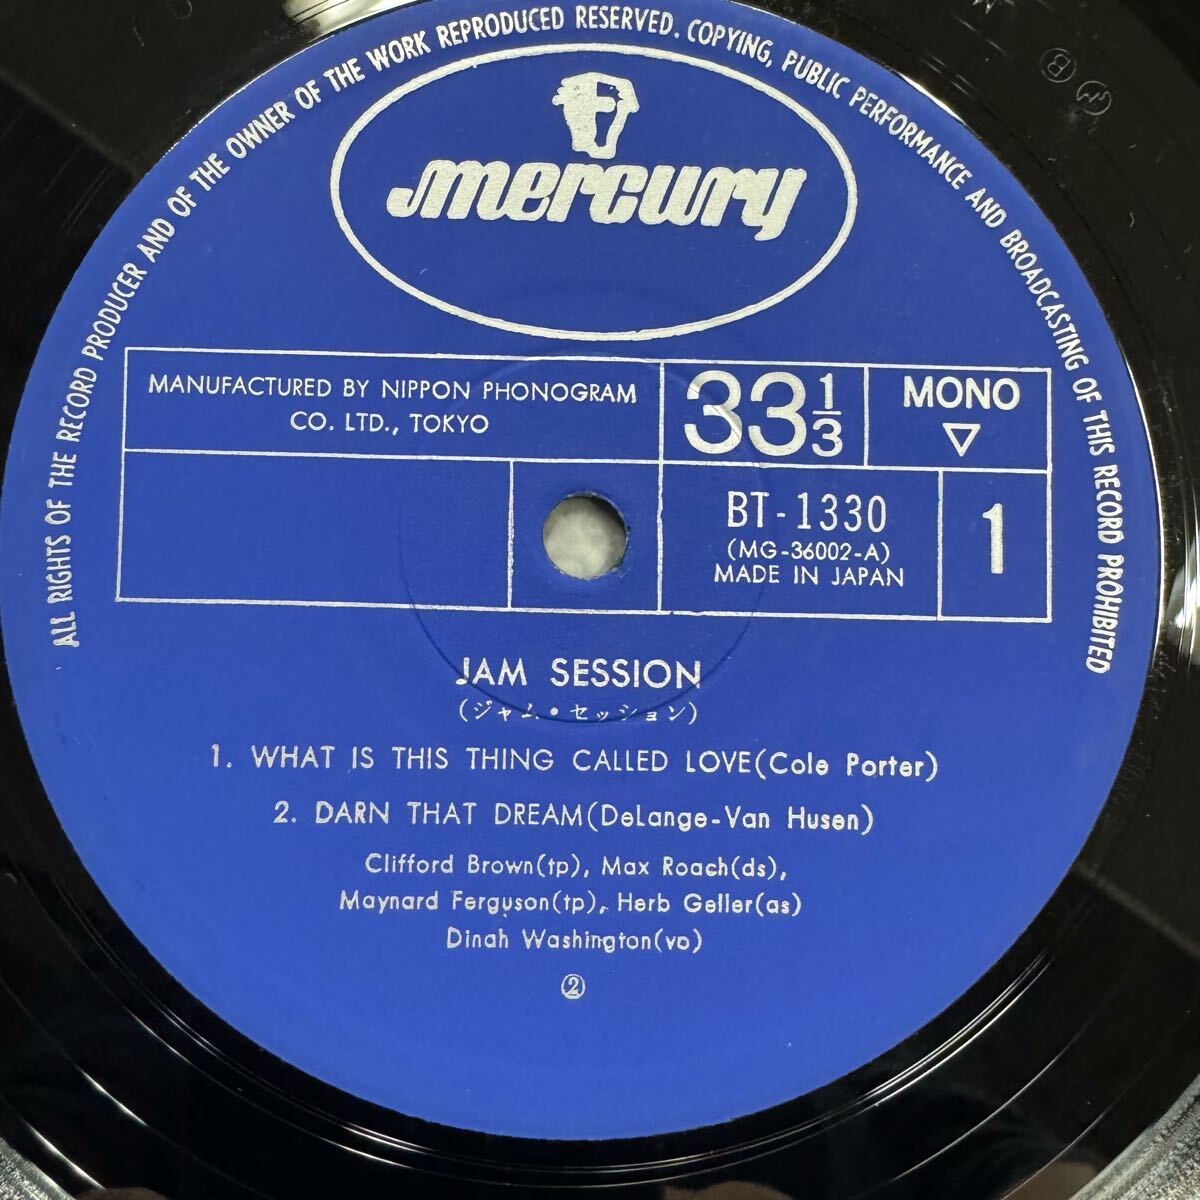 ALL RIGHTS OF THE RECORD PRODUCER AND OF THE OWNER OF THE WORK REPRODUCED RESERVED. COPYING, PUBLIC PERFORMANCE AND BROADCASTING OF THIS RECORD PROHIBITED
mercury
MANUFACTURED BY NIPPON PHONOGRAM
CO. LTD., TOKYO
33 1/3
MONO
▽
BT-1330
(MG-36002-A)
MADE IN JAPAN
1
JAM SESSION
(ジャム・セッション)
1. WHAT IS THIS THING CALLED LOVE(Cole Porter)
2. DARN THAT DREAM(DeLange-Van Husen)
Clifford Brown(tp), Max Roach(ds),
Maynard Ferguson(tp), Herb Geller(as)
Dinah Washington(vo)
②